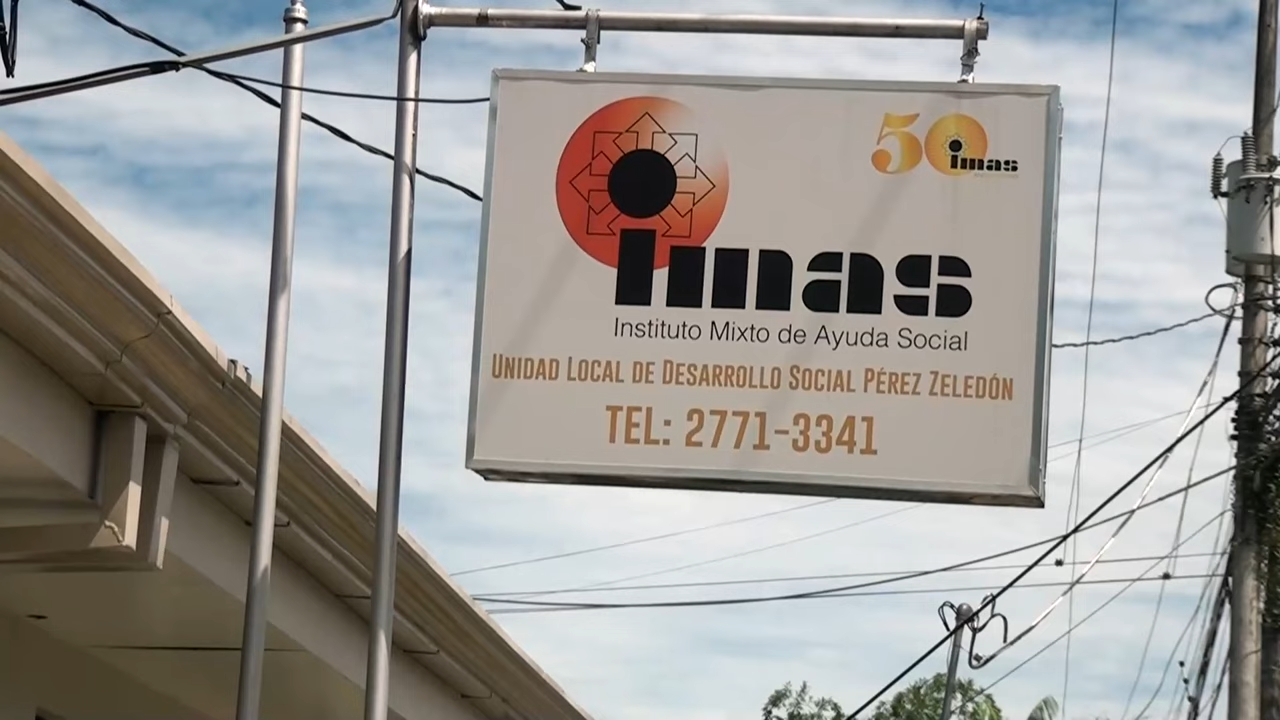 50 imas
imas
Instituto Mixto de Ayuda Social
UNIDAD LOCAL DE DESARROLLO SOCIAL PÉREZ ZELEDÓN
TEL: 2771-3341